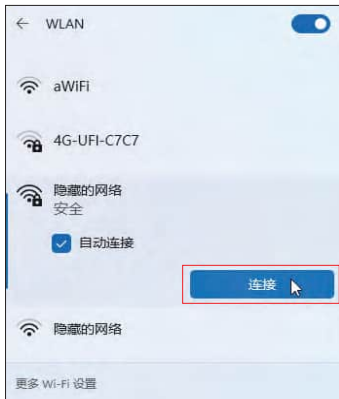 WLAN
aWiFi
4G-UFI-C7C7
隐藏的网络
安全
自动连接
连接
隐藏的网络
更多 Wi-Fi 设置